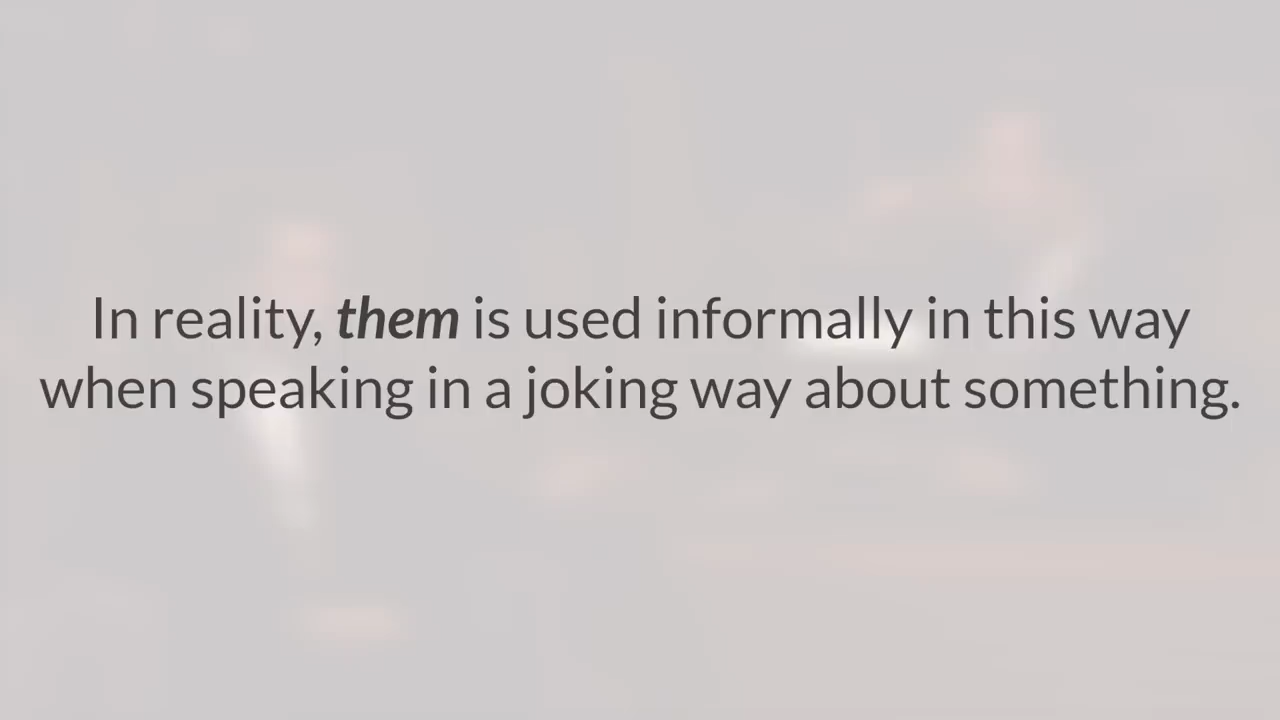 In reality, them is used informally in this way
when speaking in a joking way about something.